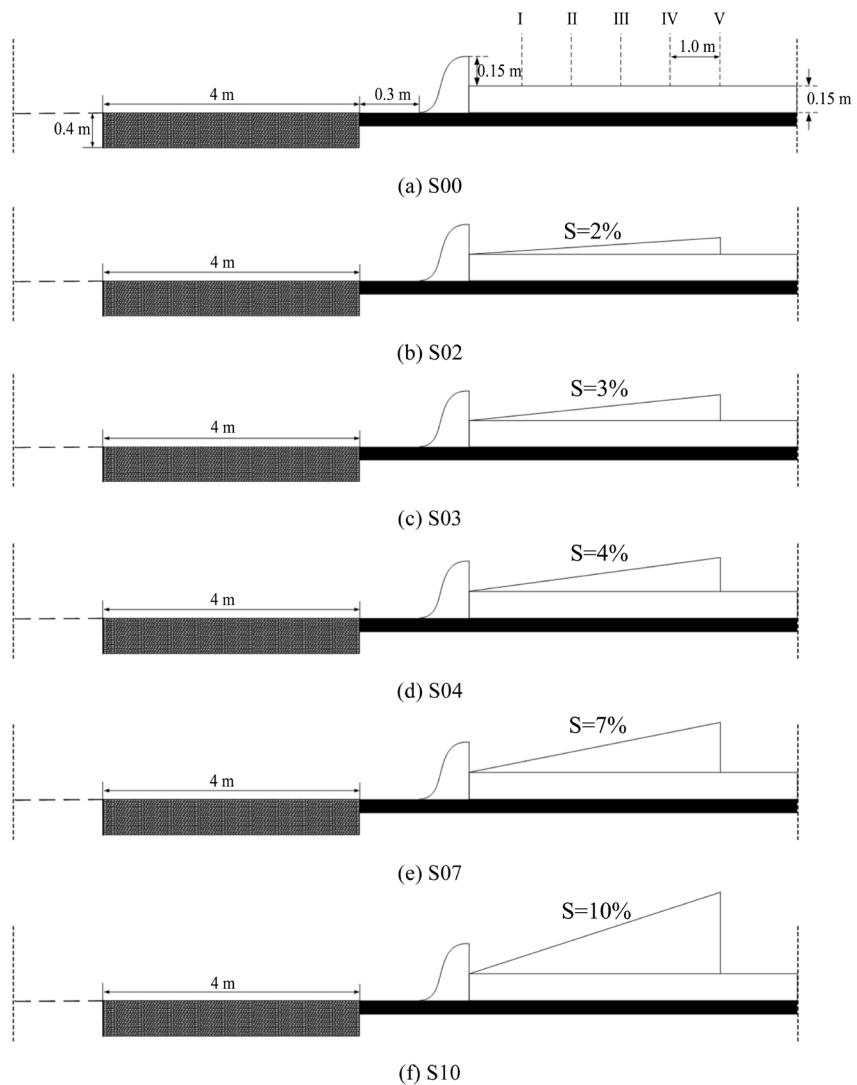 I II III IV V
1.0 m
0.15 m
4 m 0.3 m
0.15 m
0.4 m
(a) S00
S=2%
4 m
(b) S02
S=3%
4 m
(c) S03
S=4%
4 m
(d) S04
S=7%
4 m
(e) S07
S=10%
4 m
(f) S10